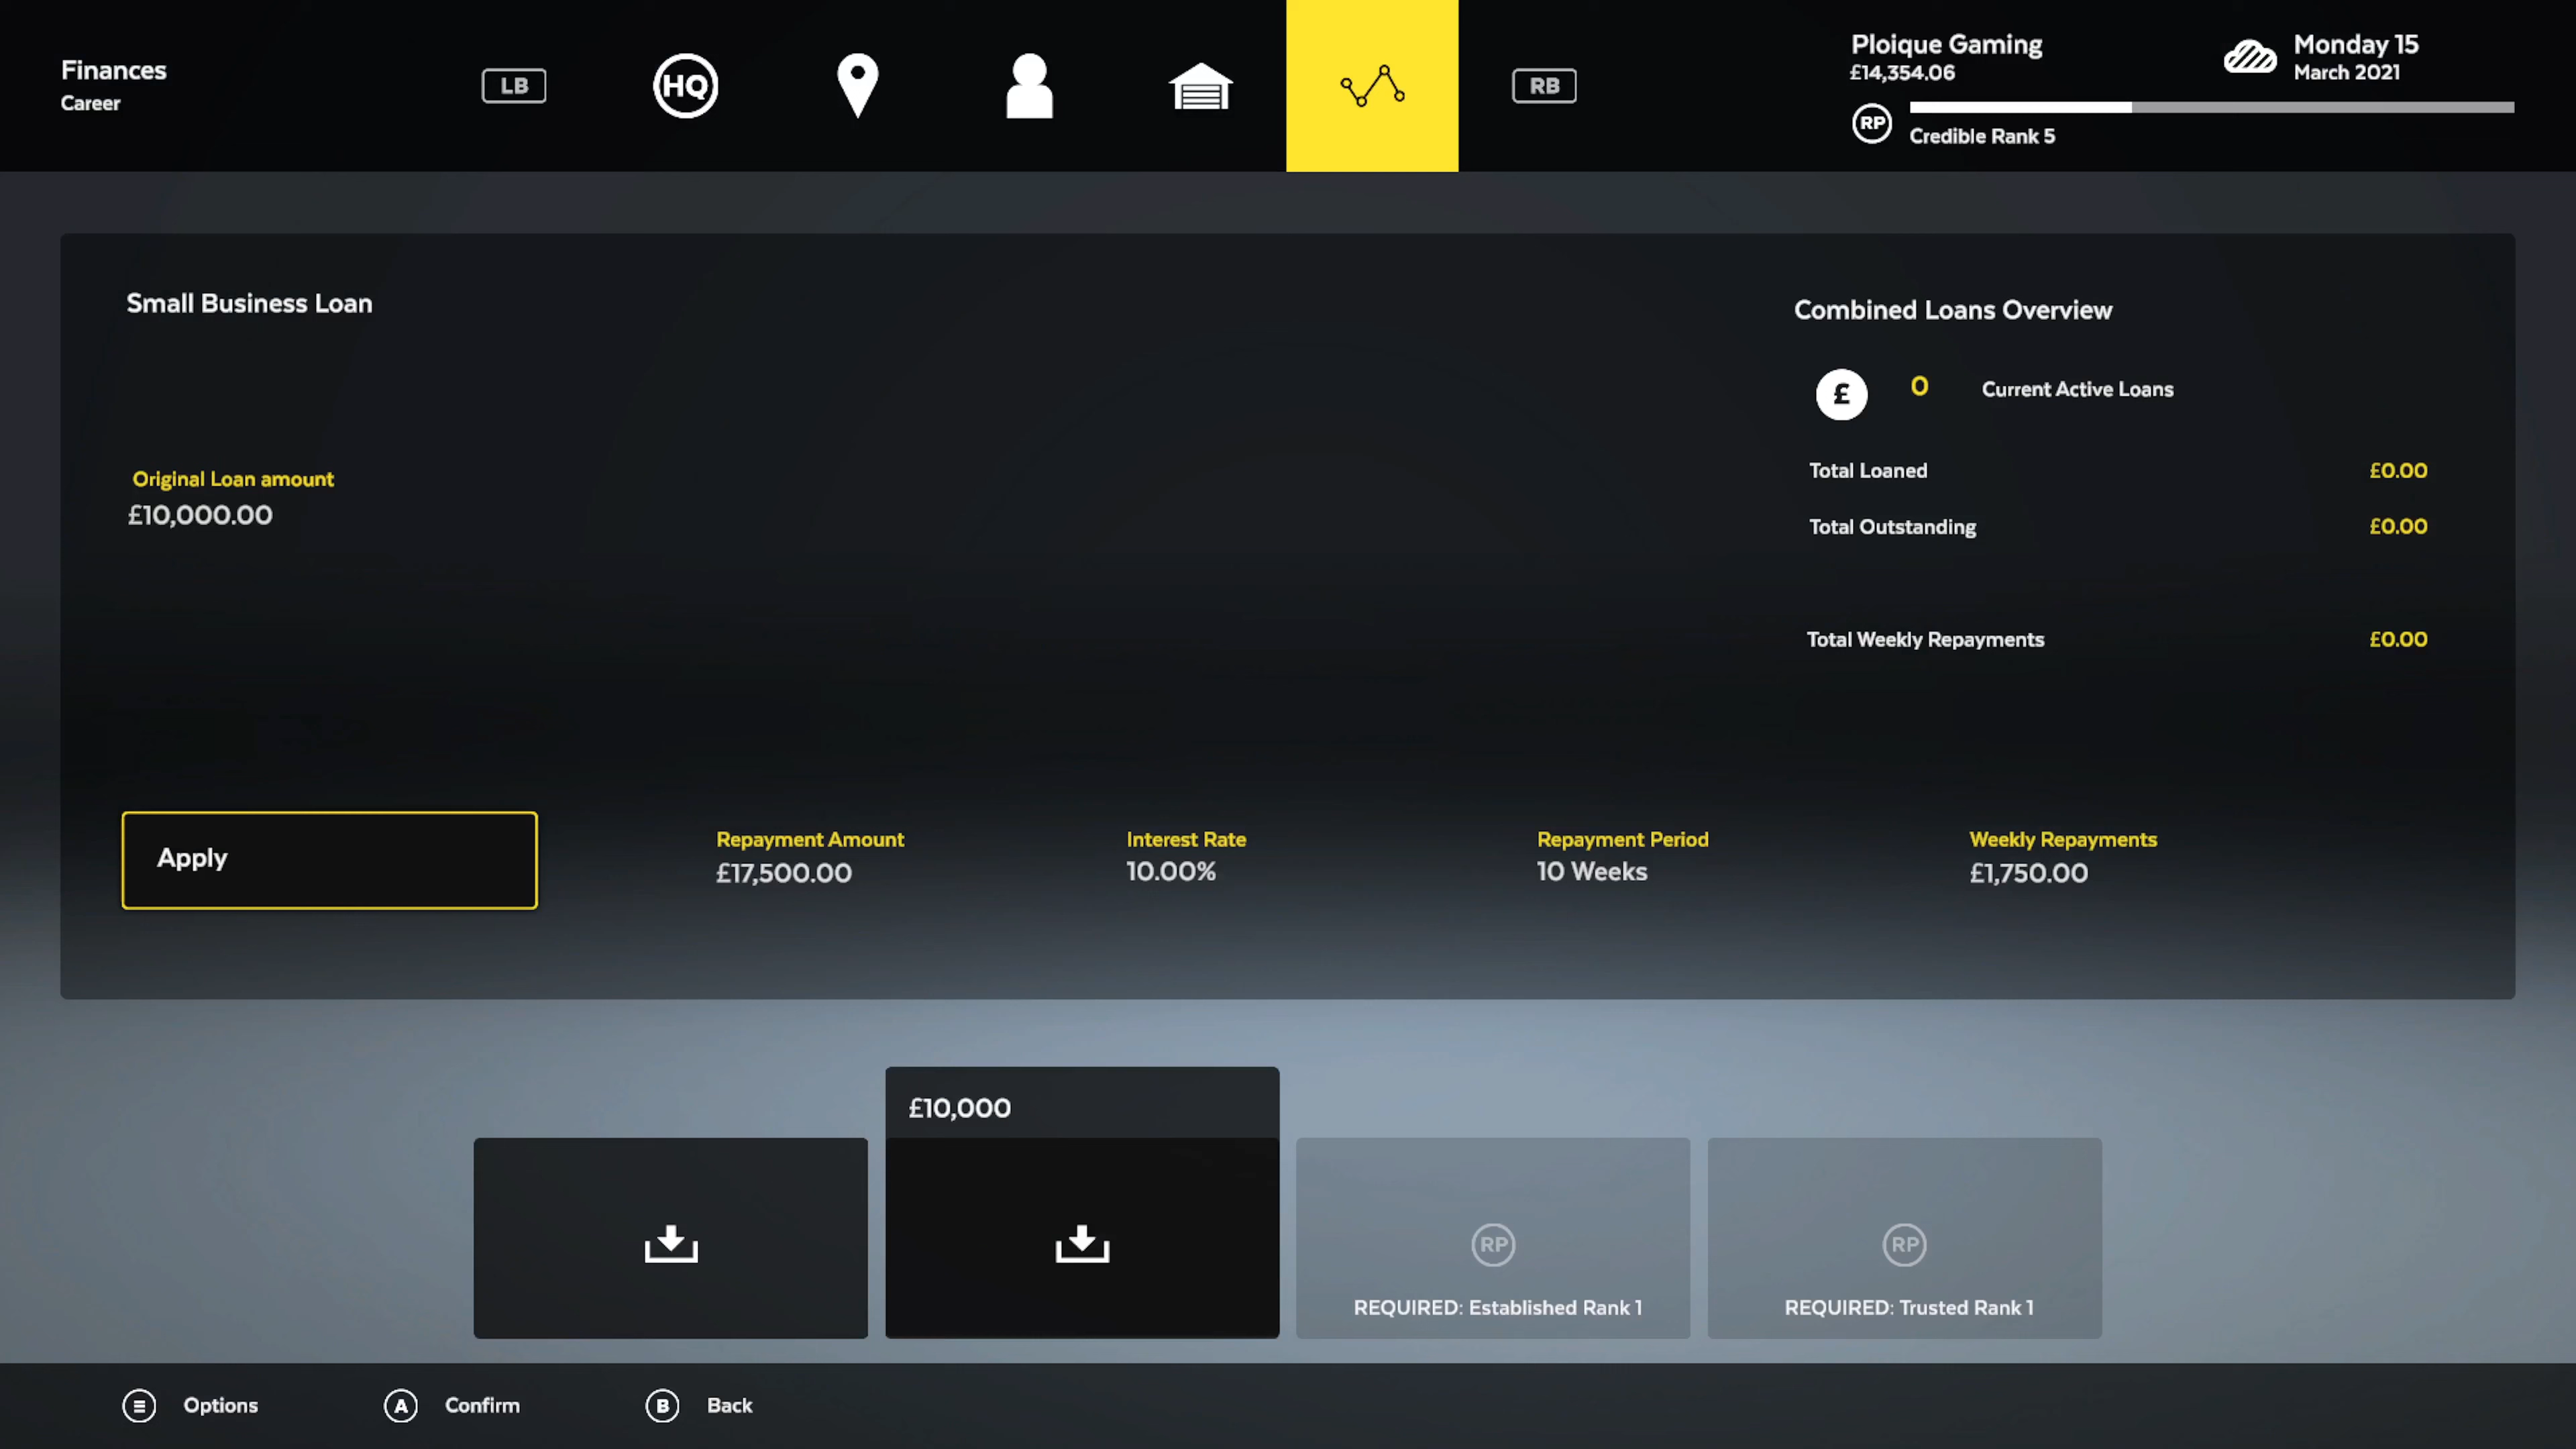 Finances
Career
LB
HQ
RB
Ploique Gaming
£14,354.06
RP
Credible Rank 5
Monday 15
March 2021
Small Business Loan
Original Loan amount
£10,000.00
Combined Loans Overview
£ 0 Current Active Loans
Total Loaned £0.00
Total Outstanding £0.00
Total Weekly Repayments £0.00
Apply
Repayment Amount
£17,500.00
Interest Rate
10.00%
Repayment Period
10 Weeks
Weekly Repayments
£1,750.00
£10,000
RP
REQUIRED: Established Rank 1
RP
REQUIRED: Trusted Rank 1
Options
A Confirm
B Back